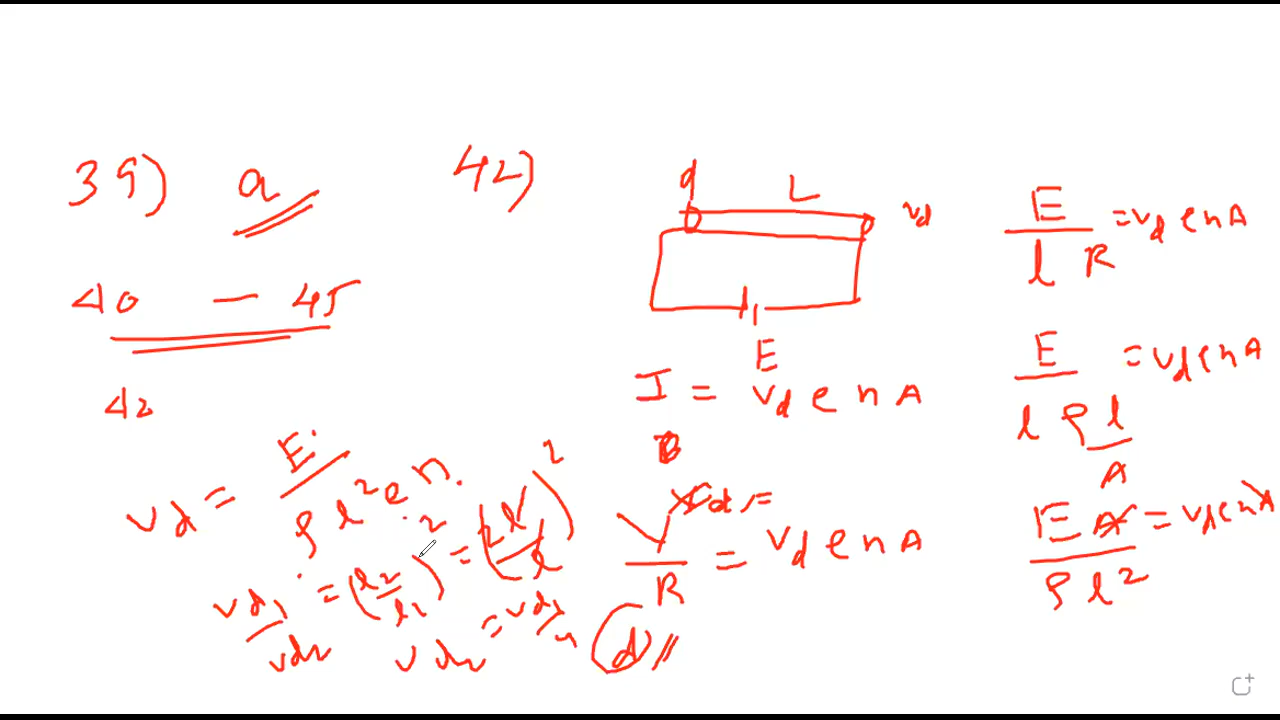 39) a
40 — 45
42
vd = E / ρ l² e n.
vd₁ / vd₂ = (l₂ / l₁)² = (2l / l)²
vd₂ = vd₁ / 4
(d)
42)
d L vd
E
I = vd e n A
V / R = vd e n A
E / l R = vd e n A
E / l ρ l / A = vd e n A
E A / ρ l² = vd e n A